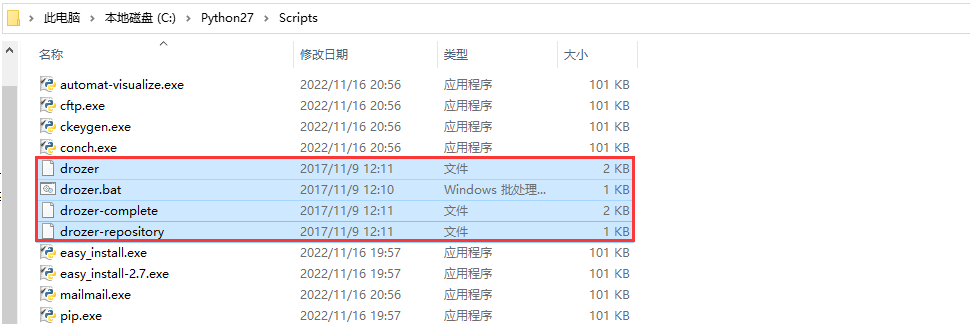 此电脑 › 本地磁盘 (C:) › Python27 › Scripts
名称 修改日期 类型 大小
automat-visualize.exe 2022/11/16 20:56 应用程序 101 KB
cftp.exe 2022/11/16 20:56 应用程序 101 KB
ckeygen.exe 2022/11/16 20:56 应用程序 101 KB
conch.exe 2022/11/16 20:56 应用程序 101 KB
drozer 2017/11/9 12:11 文件 2 KB
drozer.bat 2017/11/9 12:10 Windows 批处理... 1 KB
drozer-complete 2017/11/9 12:11 文件 2 KB
drozer-repository 2017/11/9 12:11 文件 1 KB
easy_install.exe 2022/11/16 19:57 应用程序 101 KB
easy_install-2.7.exe 2022/11/16 19:57 应用程序 101 KB
mailmail.exe 2022/11/16 20:56 应用程序 101 KB
pip.exe 2022/11/16 19:57 应用程序 101 KB